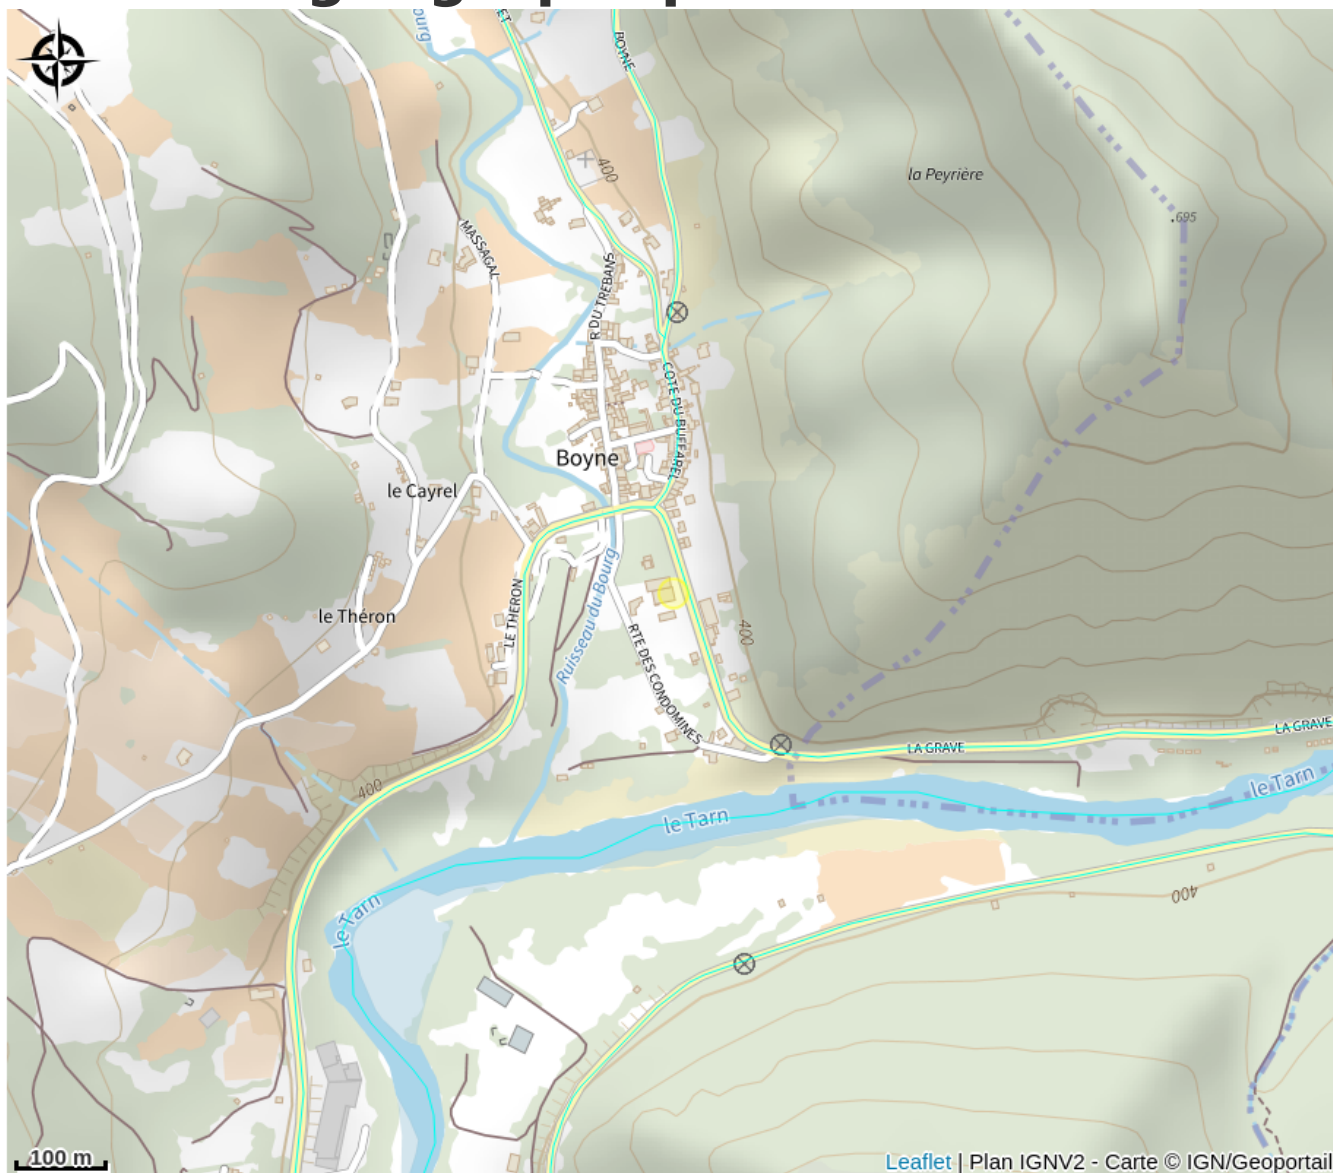 BOYNE
400
la Peyrière
.695
MASSAGAL
R DU TREBANS
COTE DU BUFFAREL
Boyne
le Cayrel
Ruisseau du Bourg
LE THERON
le Théron
400
RTE DES CONDOMINES
LA GRAVE
LA GRAVE
le Tarn
le Tarn
400
400
le Tarn
100 m
Leaflet | Plan IGNV2 - Carte © IGN/Geoportail